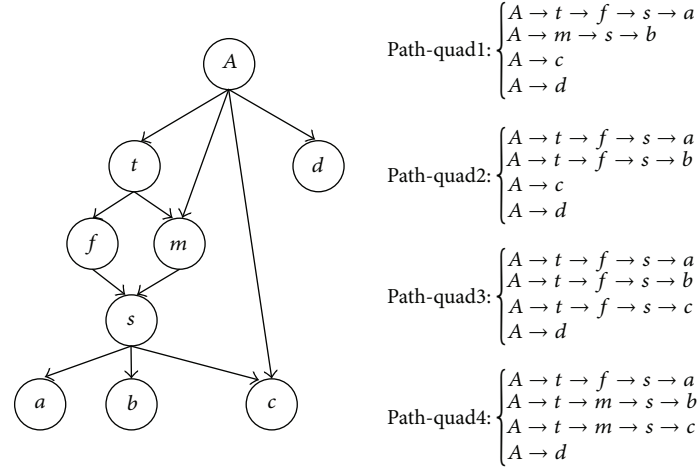 A
t
d
f
m
s
a
b
c
Path-quad1:
A → t → f → s → a
A → m → s → b
A → c
A → d
Path-quad2:
A → t → f → s → a
A → t → f → s → b
A → c
A → d
Path-quad3:
A → t → f → s → a
A → t → f → s → b
A → t → f → s → c
A → d
Path-quad4:
A → t → f → s → a
A → t → m → s → b
A → t → m → s → c
A → d